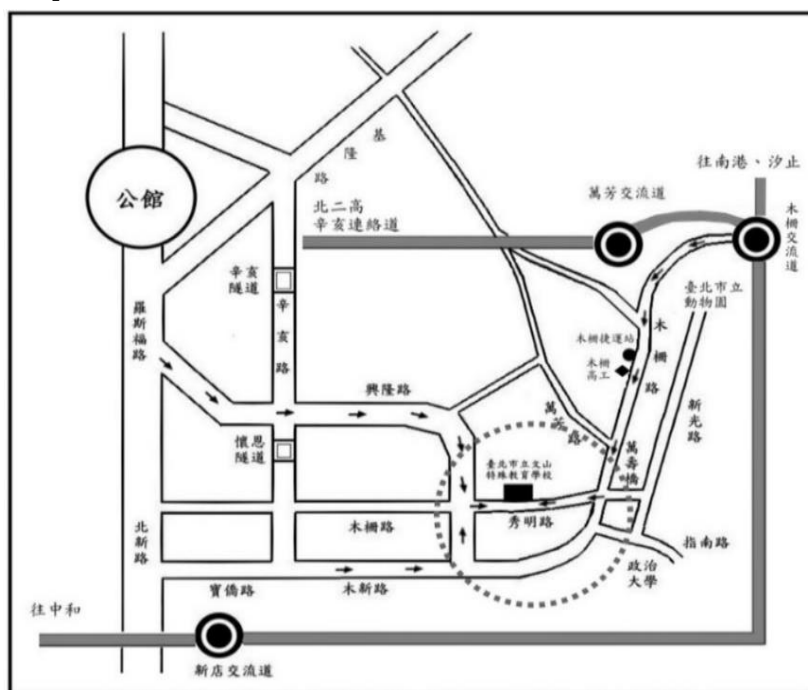 基隆路
往南港、汐止
公館
萬芳交流道
木柵交流道
北二高
辛亥連絡道
辛亥
隧道
臺北市立
動物園
羅斯福路
辛亥路
木柵路
木柵捷運站
木柵
高工
興隆路
萬芳路
新光路
懷恩
隧道
萬壽橋
臺北市立文山
特殊教育學校
北新路
木柵路
秀明路
指南路
政治
大學
寶僑路
木新路
往中和
新店交流道